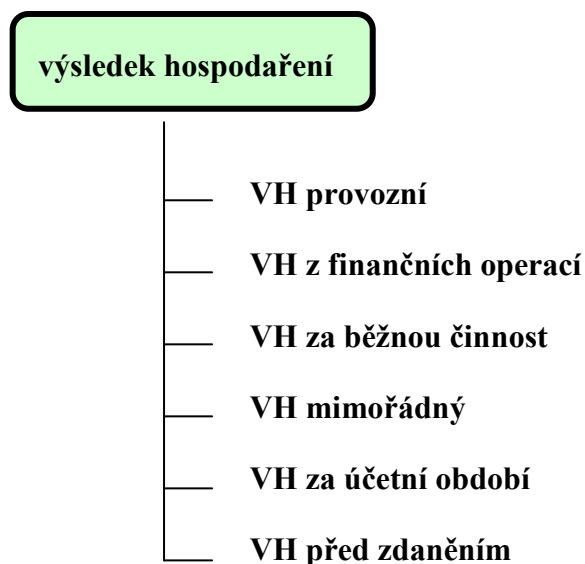 výsledek hospodaření
VH provozní
VH z finančních operací
VH za běžnou činnost
VH mimořádný
VH za účetní období
VH před zdaněním